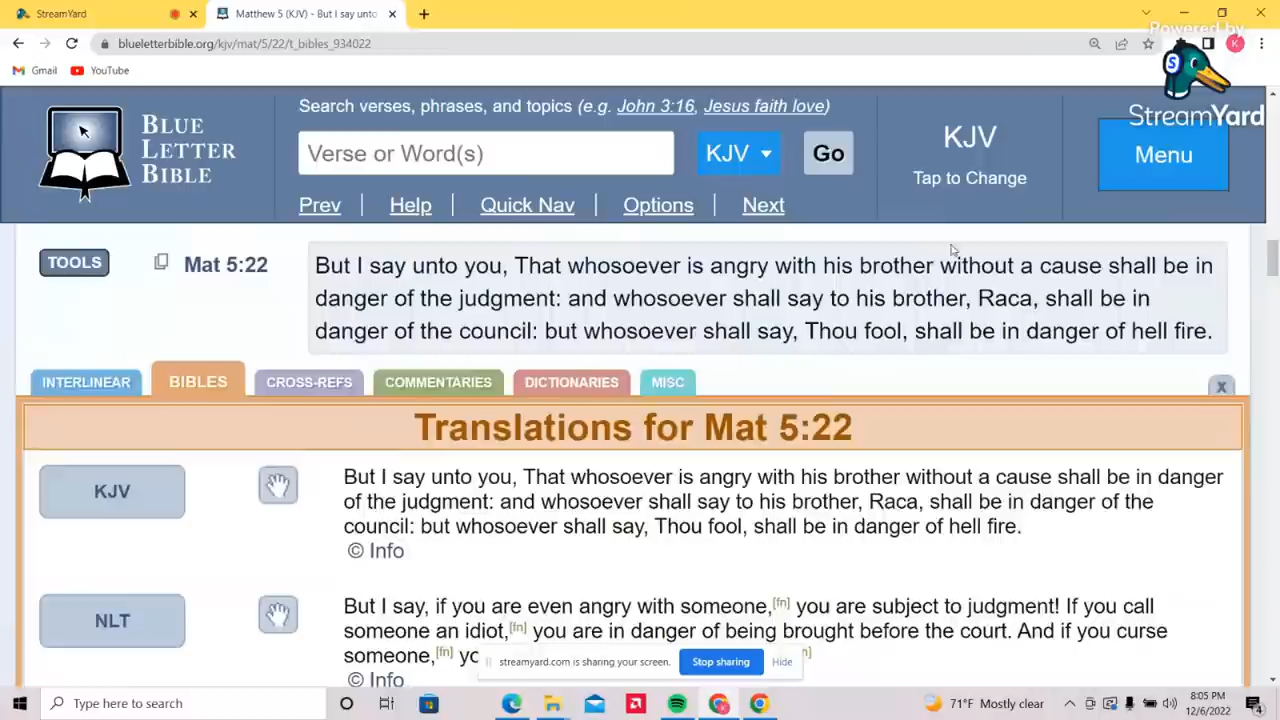 StreamYard
Matthew 5 (KJV) - But I say unto
Powered by
blueletterbible.org/kjv/mat/5/22/t_bibles_934022
K
Gmail
YouTube
StreamYard
BLUE
LETTER
BIBLE
Search verses, phrases, and topics (e.g. John 3:16, Jesus faith love)
Verse or Word(s)
KJV
Go
Prev
Help
Quick Nav
Options
Next
KJV
Tap to Change
Menu
TOOLS
Mat 5:22
But I say unto you, That whosoever is angry with his brother without a cause shall be in
danger of the judgment: and whosoever shall say to his brother, Raca, shall be in
danger of the council: but whosoever shall say, Thou fool, shall be in danger of hell fire.
INTERLINEAR
BIBLES
CROSS-REFS
COMMENTARIES
DICTIONARIES
MISC
X
Translations for Mat 5:22
KJV
But I say unto you, That whosoever is angry with his brother without a cause shall be in danger
of the judgment: and whosoever shall say to his brother, Raca, shall be in danger of the
council: but whosoever shall say, Thou fool, shall be in danger of hell fire.
© Info
NLT
But I say, if you are even angry with someone,[fn] you are subject to judgment! If you call
someone an idiot,[fn] you are in danger of being brought before the court. And if you curse
someone,[fn]
© Info
streamyard.com is sharing your screen.
Stop sharing
Hide
Type here to search
71°F Mostly clear
8:05 PM
12/6/2022
4